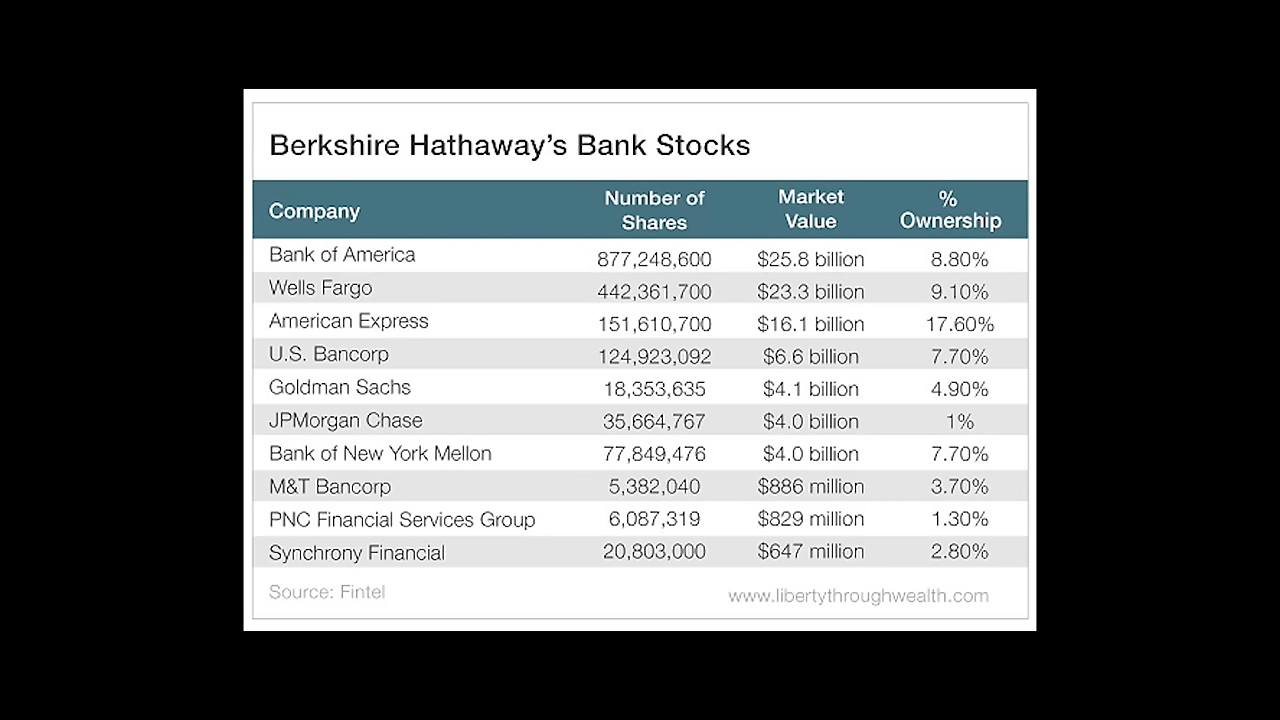 Berkshire Hathaway's Bank Stocks
Company Number of Shares Market Value % Ownership
Bank of America 877,248,600 $25.8 billion 8.80%
Wells Fargo 442,361,700 $23.3 billion 9.10%
American Express 151,610,700 $16.1 billion 17.60%
U.S. Bancorp 124,923,092 $6.6 billion 7.70%
Goldman Sachs 18,353,635 $4.1 billion 4.90%
JPMorgan Chase 35,664,767 $4.0 billion 1%
Bank of New York Mellon 77,849,476 $4.0 billion 7.70%
M&T Bancorp 5,382,040 $886 million 3.70%
PNC Financial Services Group 6,087,319 $829 million 1.30%
Synchrony Financial 20,803,000 $647 million 2.80%
Source: Fintel www.libertythroughwealth.com